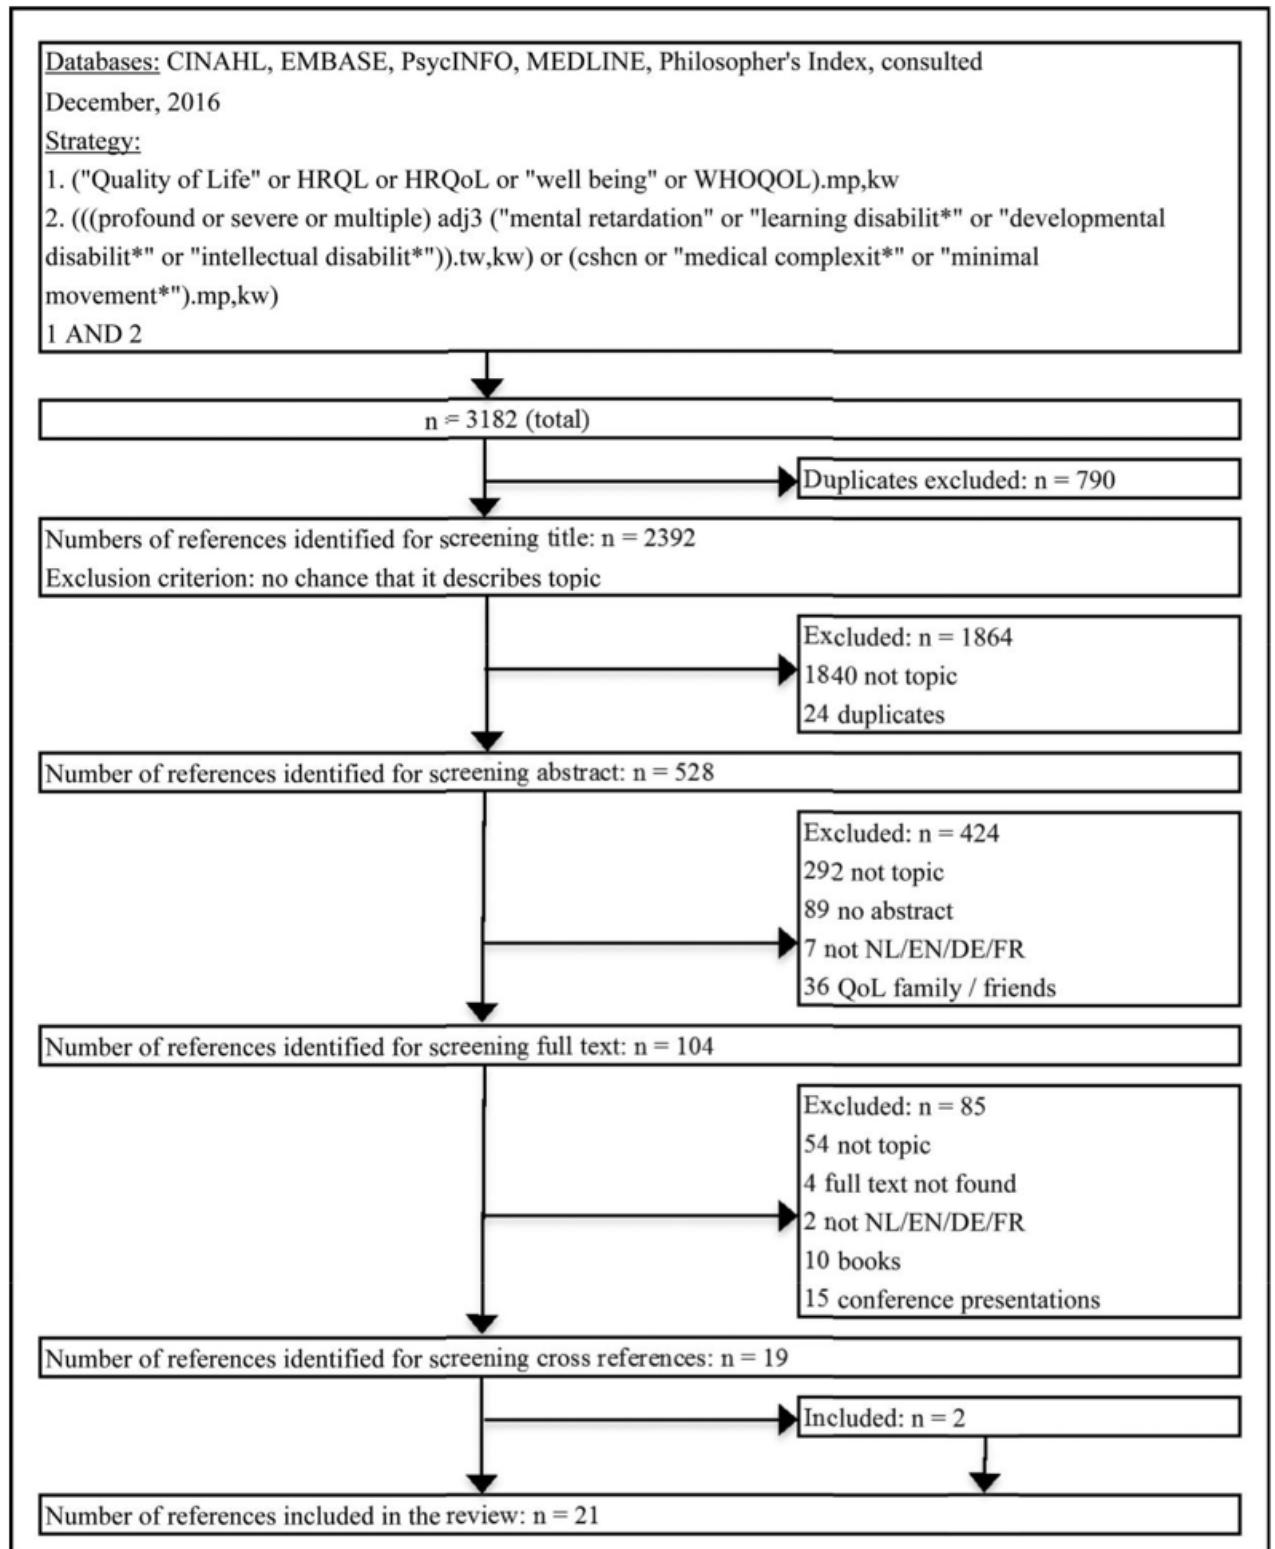 Databases: CINAHL, EMBASE, PsycINFO, MEDLINE, Philosopher's Index, consulted
December, 2016
Strategy:
1. ("Quality of Life" or HRQL or HRQoL or "well being" or WHOQOL).mp,kw
2. (((profound or severe or multiple) adj3 ("mental retardation" or "learning disabilit*" or "developmental
disabilit*" or "intellectual disabilit*")).tw,kw) or (cshcn or "medical complexit*" or "minimal
movement*").mp,kw)
1 AND 2
n = 3182 (total)
Duplicates excluded: n = 790
Numbers of references identified for screening title: n = 2392
Exclusion criterion: no chance that it describes topic
Excluded: n = 1864
1840 not topic
24 duplicates
Number of references identified for screening abstract: n = 528
Excluded: n = 424
292 not topic
89 no abstract
7 not NL/EN/DE/FR
36 QoL family / friends
Number of references identified for screening full text: n = 104
Excluded: n = 85
54 not topic
4 full text not found
2 not NL/EN/DE/FR
10 books
15 conference presentations
Number of references identified for screening cross references: n = 19
Included: n = 2
Number of references included in the review: n = 21